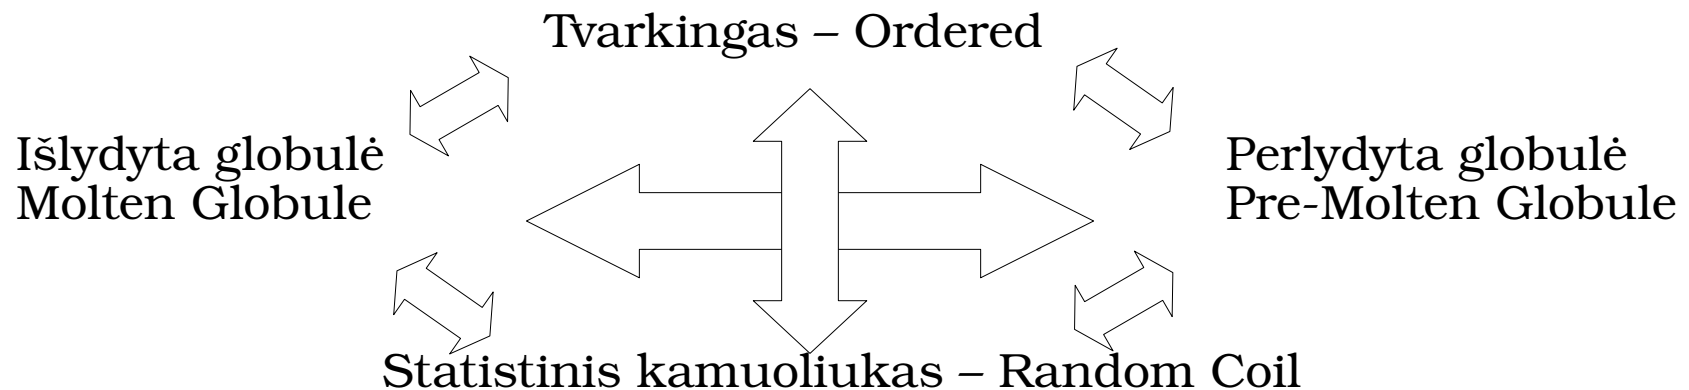 Tvarkingas – Ordered
Išlydyta globulė
Molten Globule
Perlydyta globulė
Pre-Molten Globule
Statistinis kamuoliukas – Random Coil